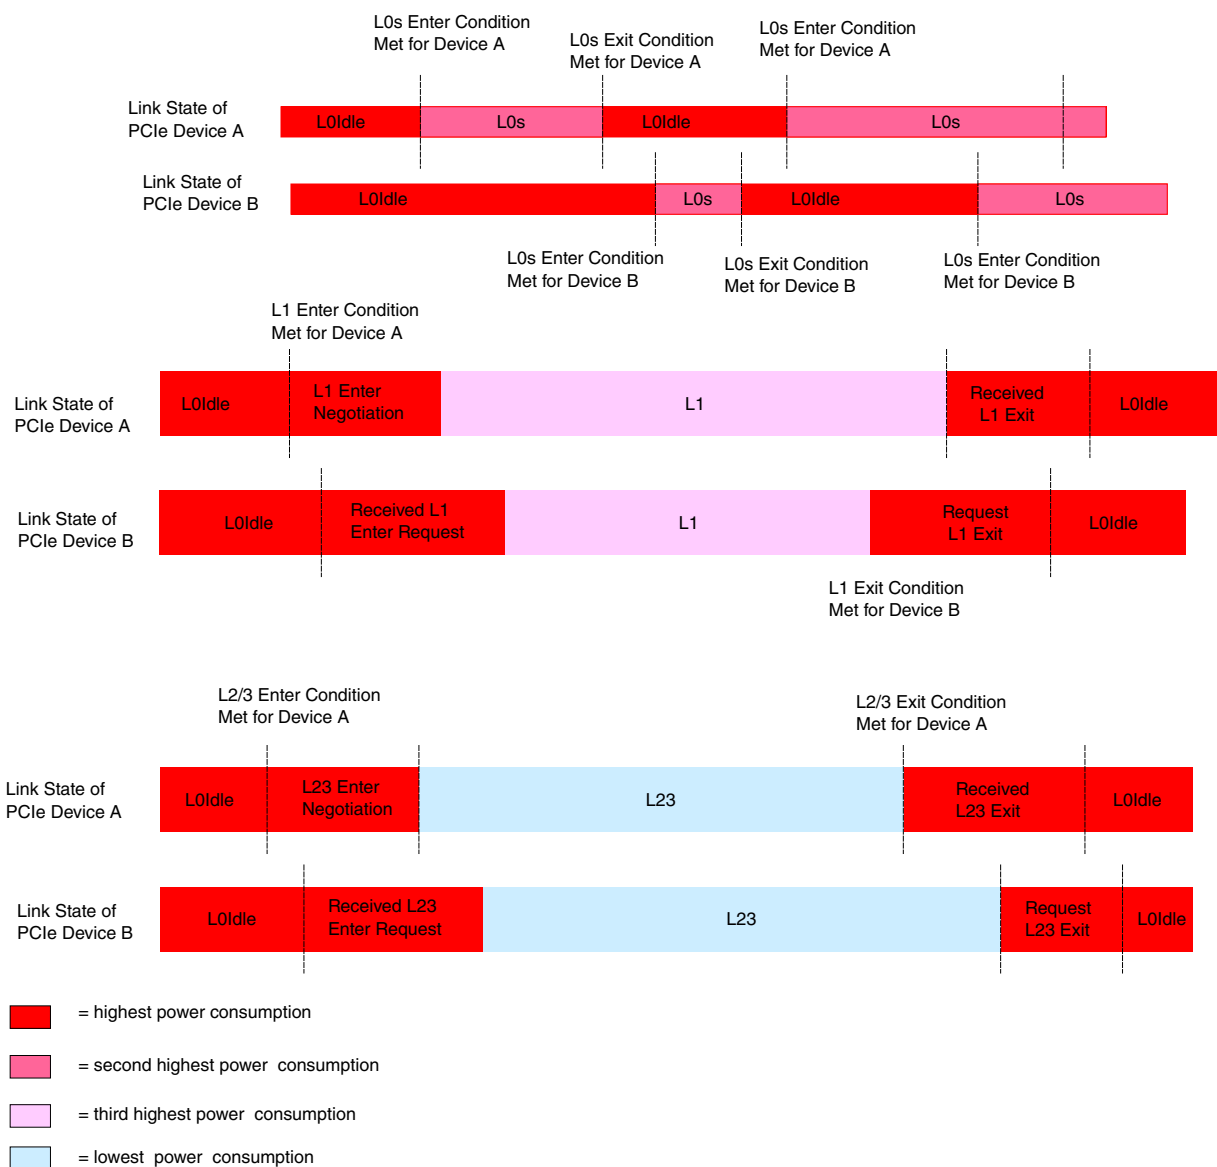 L0s Enter Condition
Met for Device A
L0s Exit Condition
Met for Device A
L0s Enter Condition
Met for Device A
Link State of
PCIe Device A
L0Idle
L0s
L0Idle
L0s
Link State of
PCIe Device B
L0Idle
L0s
L0Idle
L0s
L0s Enter Condition
Met for Device B
L0s Exit Condition
Met for Device B
L0s Enter Condition
Met for Device B
L1 Enter Condition
Met for Device A
Link State of
PCIe Device A
L0Idle
L1 Enter
Negotiation
L1
Received
L1 Exit
L0Idle
Link State of
PCIe Device B
L0Idle
Received L1
Enter Request
L1
Request
L1 Exit
L0Idle
L1 Exit Condition
Met for Device B
L2/3 Enter Condition
Met for Device A
L2/3 Exit Condition
Met for Device A
Link State of
PCIe Device A
L0Idle
L23 Enter
Negotiation
L23
Received
L23 Exit
L0Idle
Link State of
PCIe Device B
L0Idle
Received L23
Enter Request
L23
Request
L23 Exit
L0Idle
= highest power consumption
= second highest power consumption
= third highest power consumption
= lowest power consumption